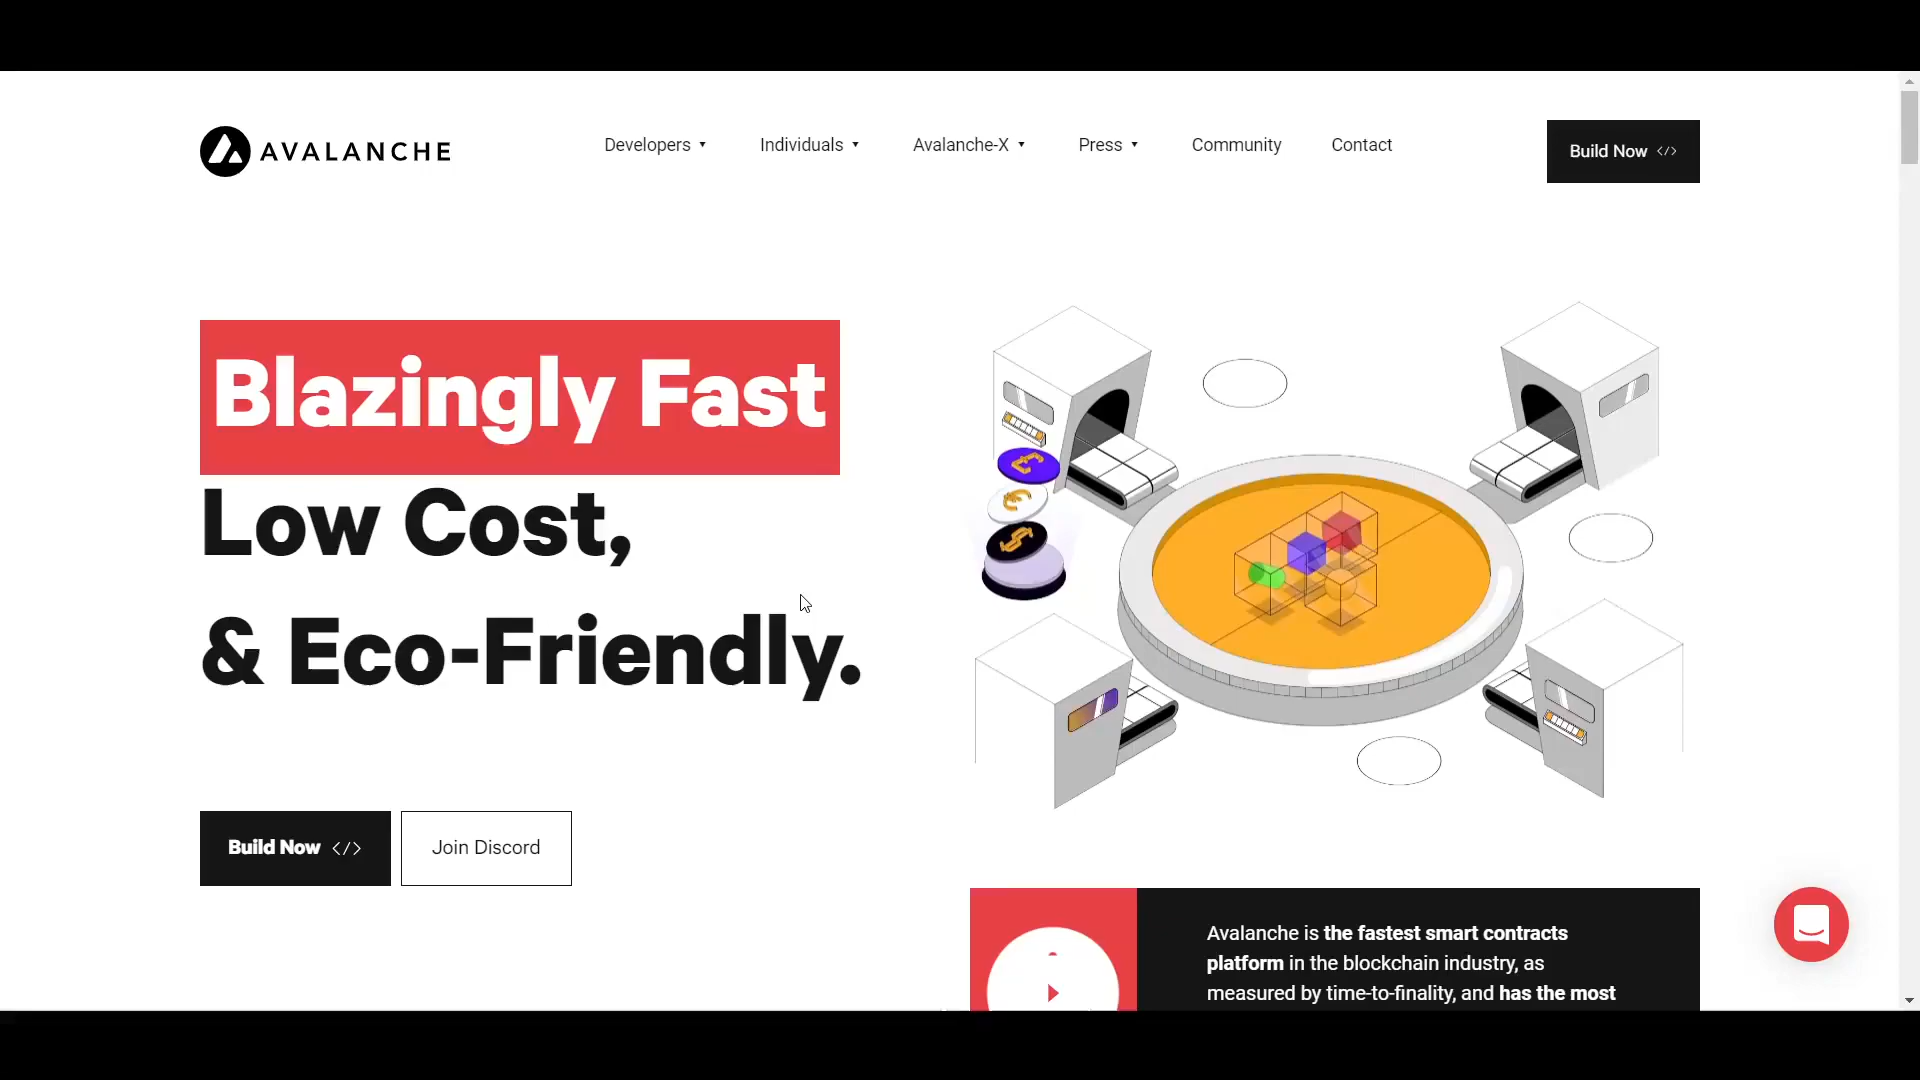 AVALANCHE
Developers ▾ Individuals ▾ Avalanche-X ▾ Press ▾ Community Contact
Build Now </>
Blazingly Fast
Low Cost,
& Eco-Friendly.
£
€
$
Build Now </>
Join Discord
Avalanche is the fastest smart contracts
platform in the blockchain industry, as
measured by time-to-finality, and has the most